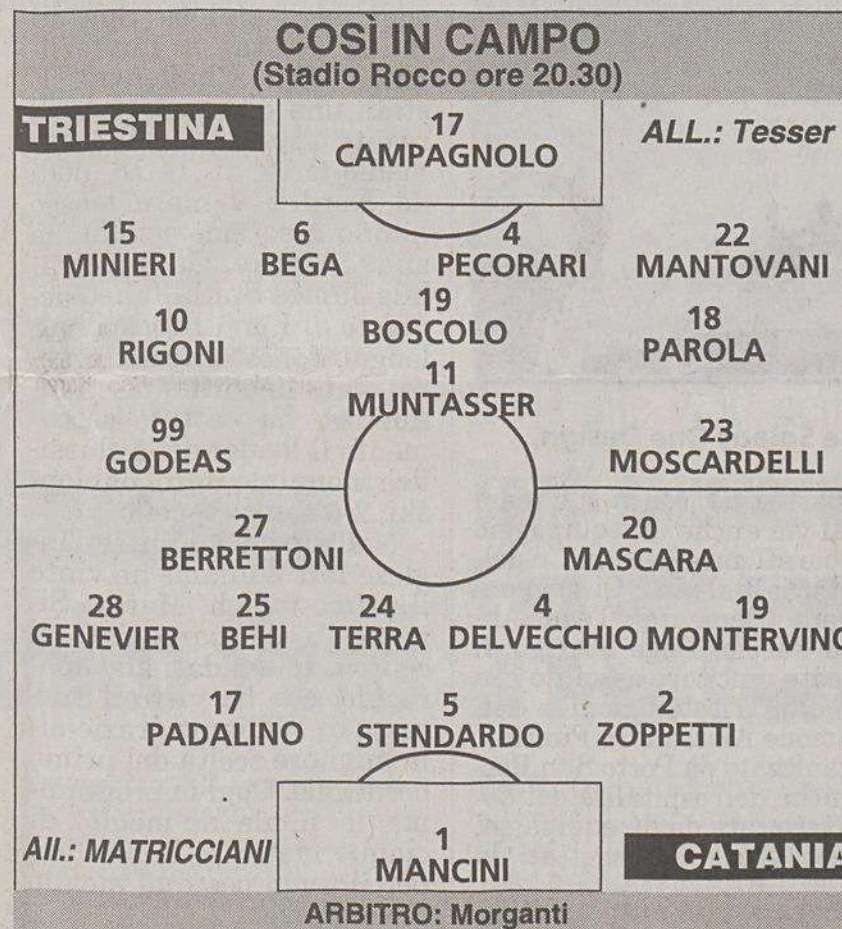 COSÌ IN CAMPO
(Stadio Rocco ore 20.30)
TRIESTINA
17
CAMPAGNOLO
ALL.: Tesser
15 6 4 22
MINIERI BEGA PECORARI MANTOVANI
10 19 18
RIGONI BOSCOLO PAROLA
11
MUNTASSER
99 23
GODEAS MOSCARDELLI
27 20
BERRETTONI MASCARA
28 25 24 4 19
GENEVIER BEHI TERRA DELVECCHIO MONTERVINO
17 5 2
PADALINO STENDARDO ZOPPETTI
All.: MATRICCIANI
1
MANCINI
CATANIA
ARBITRO: Morganti